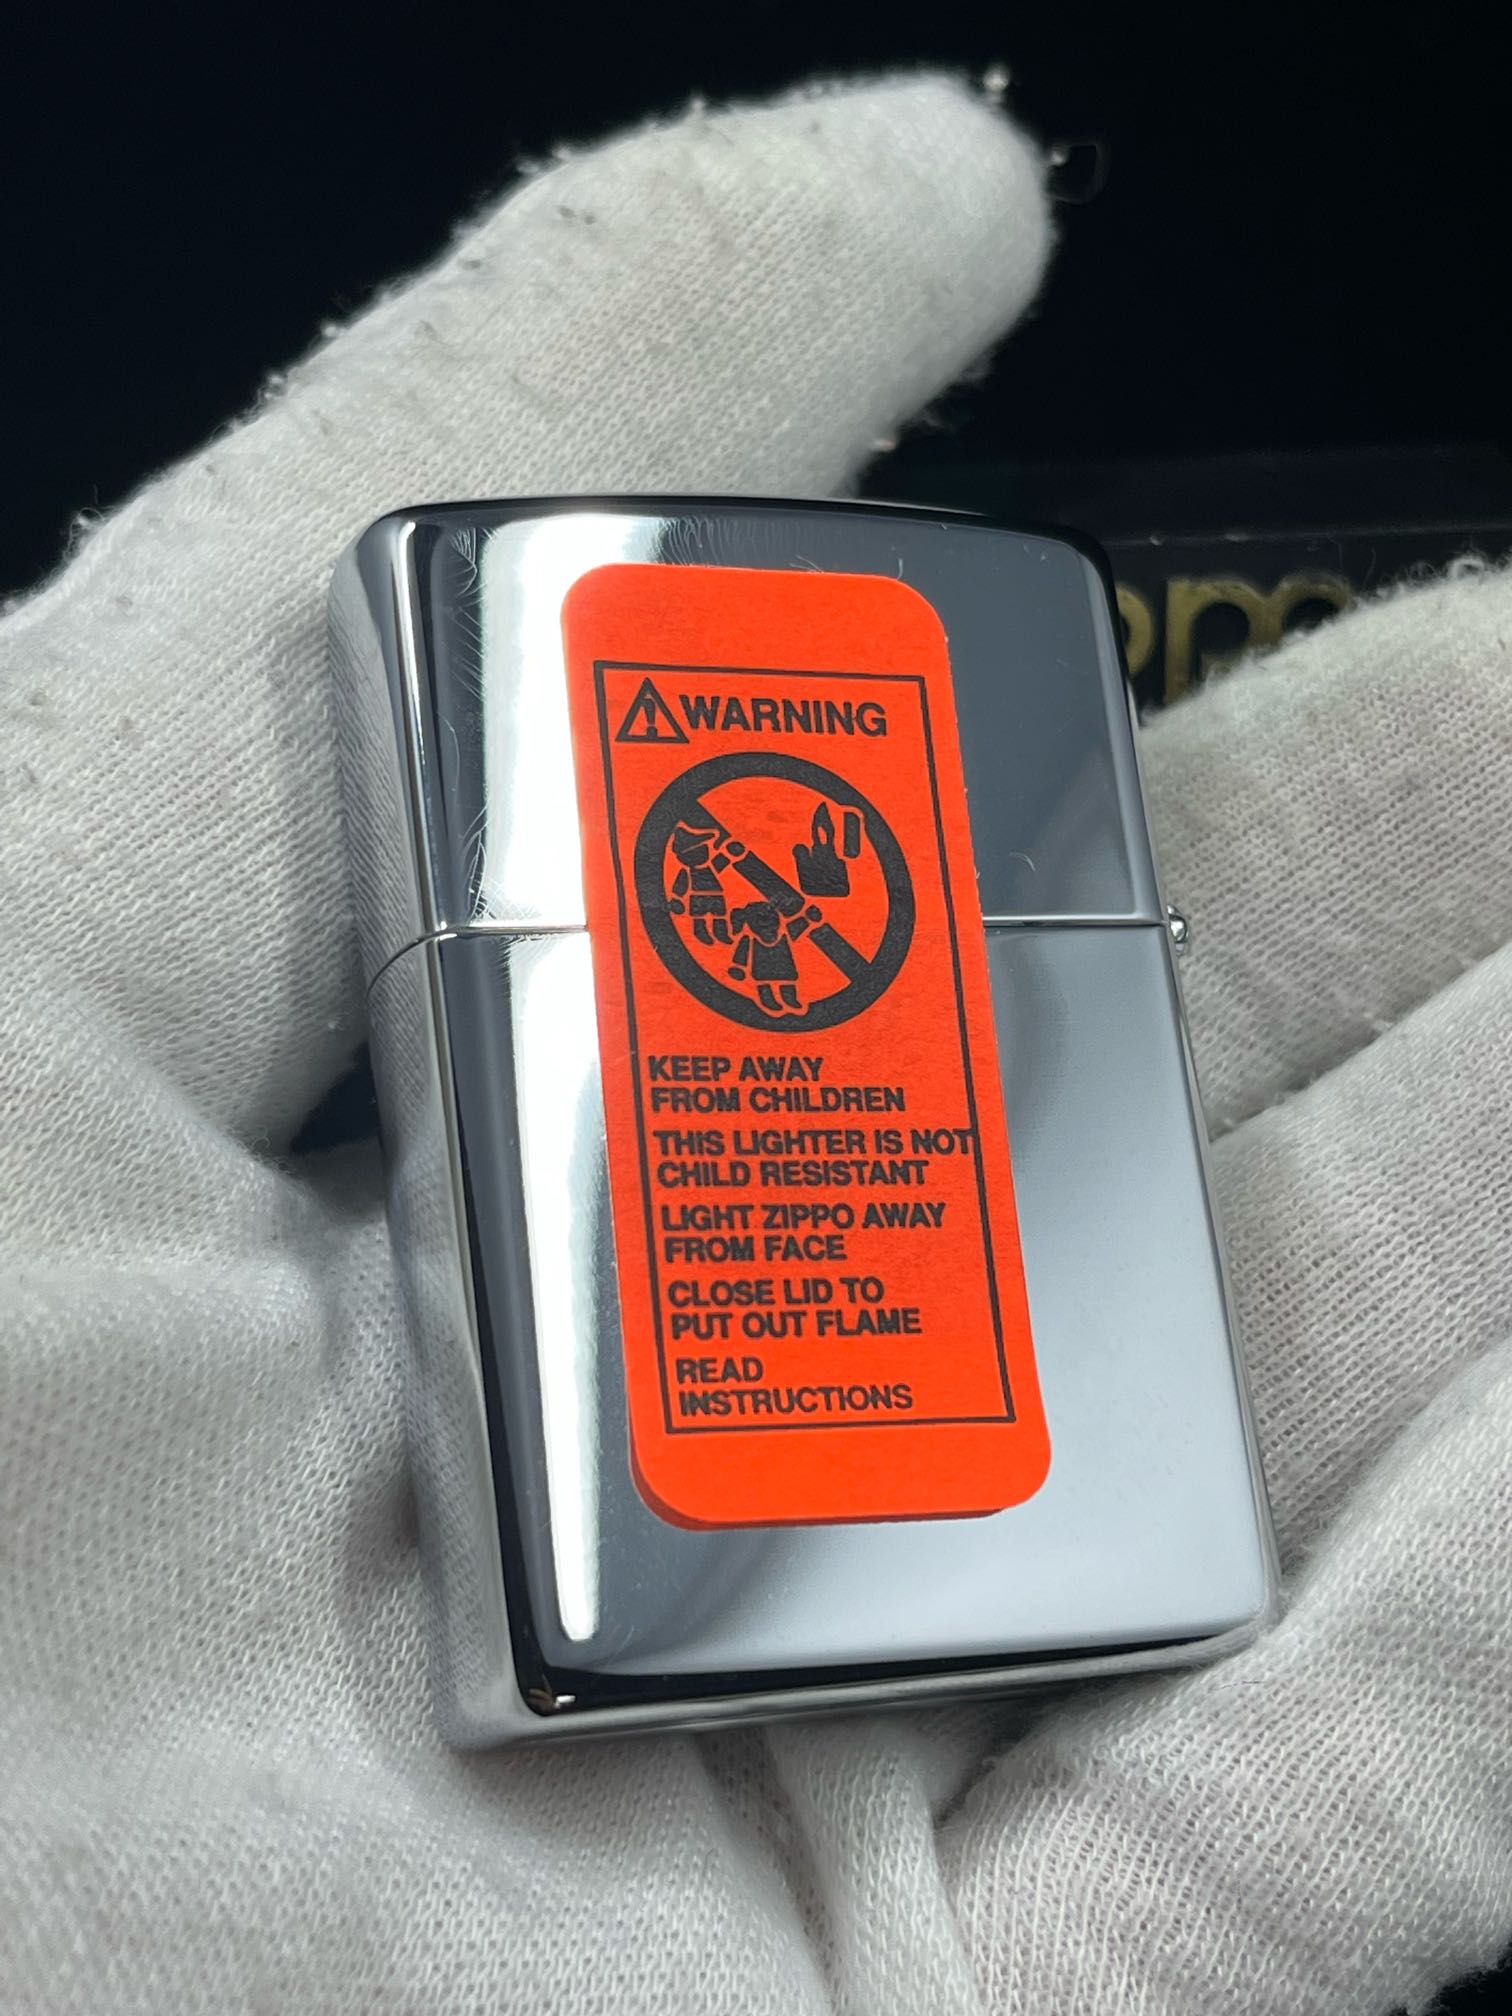 WARNING
KEEP AWAY
FROM CHILDREN
THIS LIGHTER IS NOT
CHILD RESISTANT
LIGHT ZIPPO AWAY
FROM FACE
CLOSE LID TO
PUT OUT FLAME
READ
INSTRUCTIONS